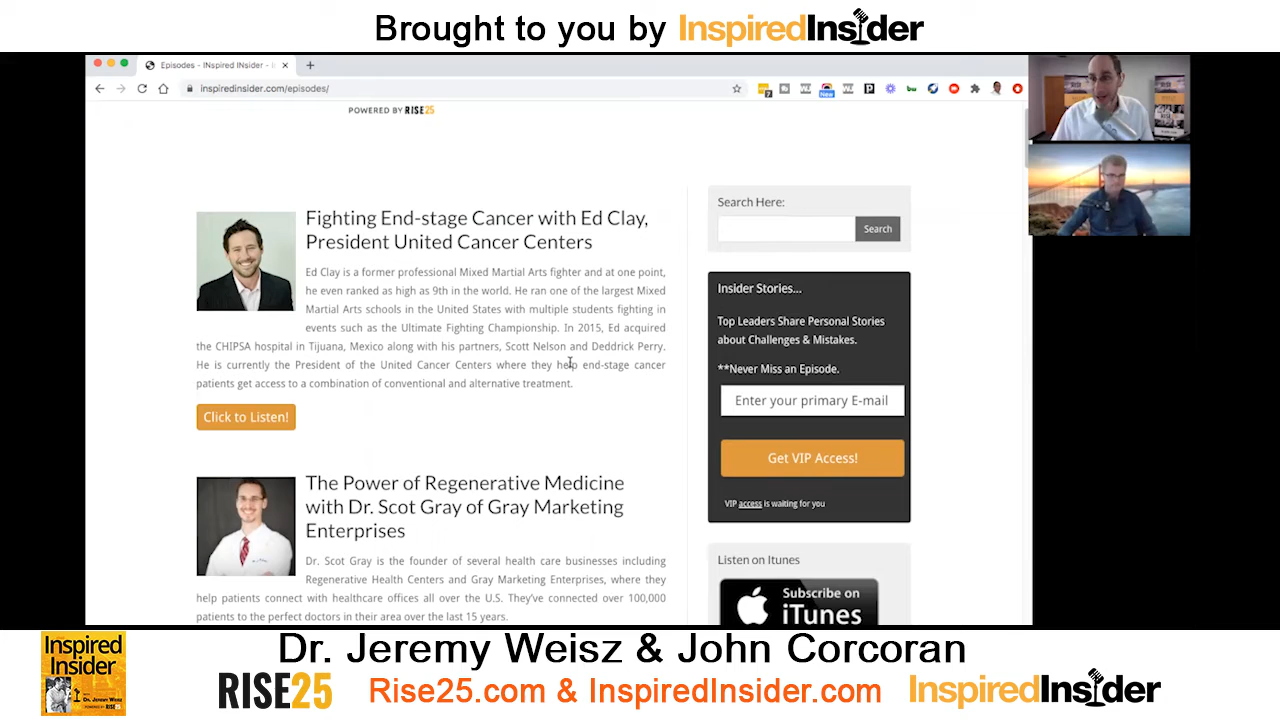 Brought to you by InspiredInsider
Episodes - INspired INsider - I
inspiredinsider.com/episodes/
New
POWERED BY RISE25
Fighting End-stage Cancer with Ed Clay,
President United Cancer Centers
Ed Clay is a former professional Mixed Martial Arts fighter and at one point,
he even ranked as high as 9th in the world. He ran one of the largest Mixed
Martial Arts schools in the United States with multiple students fighting in
events such as the Ultimate Fighting Championship. In 2015, Ed acquired
the CHIPSA hospital in Tijuana, Mexico along with his partners, Scott Nelson and Deddrick Perry.
He is currently the President of the United Cancer Centers where they help end-stage cancer
patients get access to a combination of conventional and alternative treatment.
Click to Listen!
The Power of Regenerative Medicine
with Dr. Scot Gray of Gray Marketing
Enterprises
Dr. Scot Gray is the founder of several health care businesses including
Regenerative Health Centers and Gray Marketing Enterprises, where they
help patients connect with healthcare offices all over the U.S. They've connected over 100,000
patients to the perfect doctors in their area over the last 15 years.
Search Here:
Search
Insider Stories...
Top Leaders Share Personal Stories
about Challenges & Mistakes.
**Never Miss an Episode.
Enter your primary E-mail
Get VIP Access!
VIP access is waiting for you
Listen on Itunes
Subscribe on
iTunes
Inspired
Insider
Dr. Jeremy Weisz & John Corcoran
RISE25
Rise25.com & InspiredInsider.com
InspiredInsider